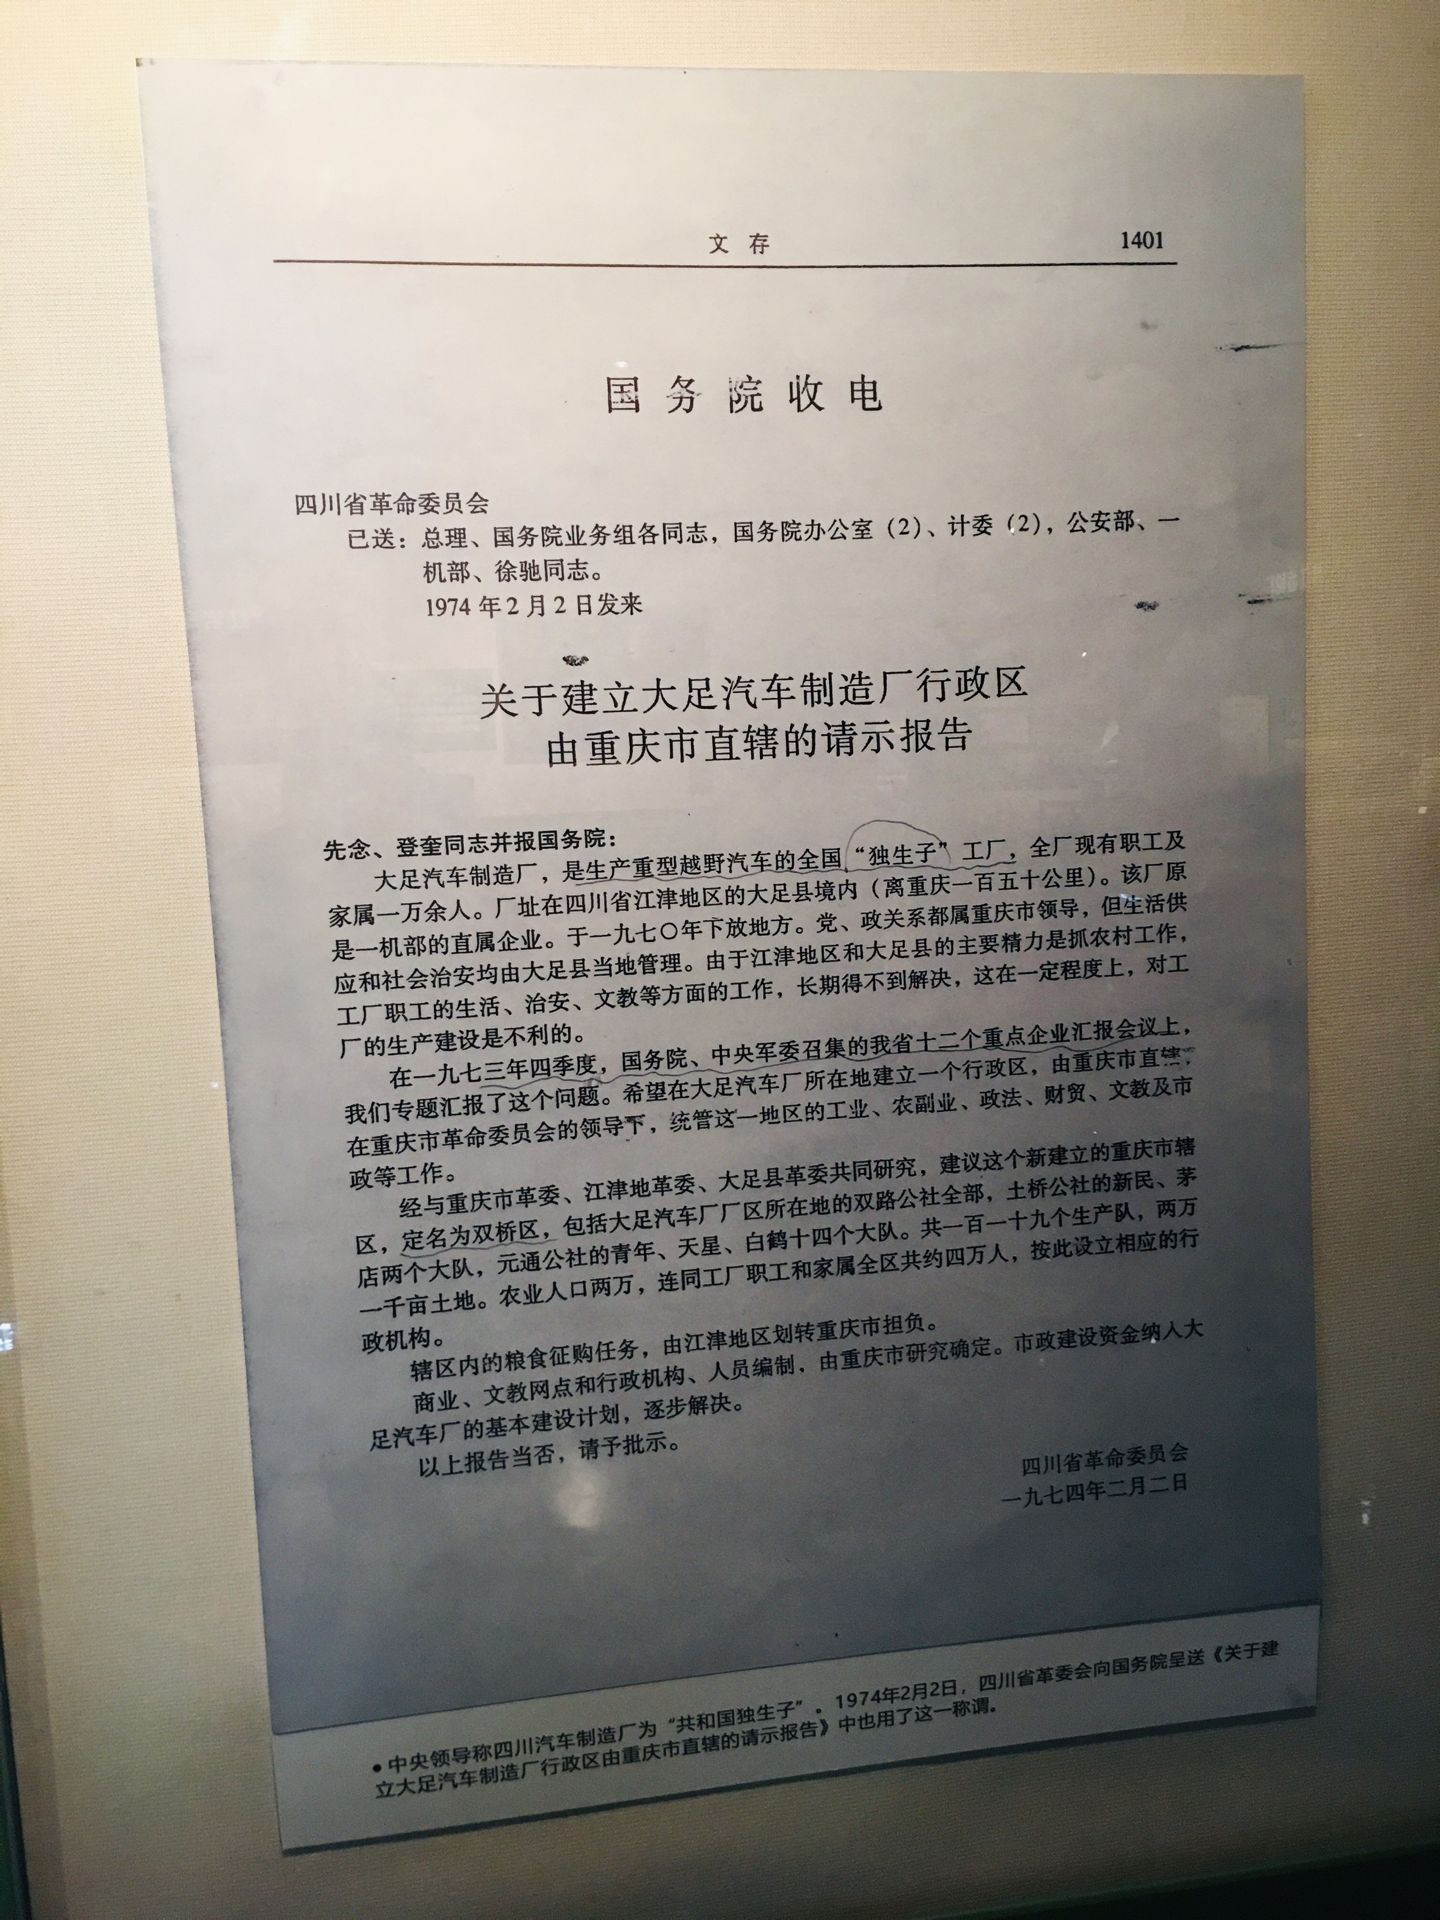 文存 1401
国务院收电
四川省革命委员会
已送：总理、国务院业务组各同志，国务院办公室（2）、计委（2），公安部、一
机部、徐驰同志。
1974年2月2日发来
关于建立大足汽车制造厂行政区
由重庆市直辖的请示报告
先念、登奎同志并报国务院：
大足汽车制造厂，是生产重型越野汽车的全国“独生子”工厂，全厂现有职工及
家属一万余人。厂址在四川省江津地区的大足县境内（离重庆一百五十公里）。该厂原
是一机部的直属企业。于一九七〇年下放地方。党、政关系都属重庆市领导，但生活供
应和社会治安均由大足县当地管理。由于江津地区和大足县的主要精力是抓农村工作，
工厂职工的生活、治安、文教等方面的工作，长期得不到解决，这在一定程度上，对工
厂的生产建设是不利的。
在一九七三年四季度，国务院、中央军委召集的我省十二个重点企业汇报会议上，
我们专题汇报了这个问题。希望在大足汽车厂所在地建立一个行政区，由重庆市直辖，
在重庆市革命委员会的领导下，统管这一地区的工业、农副业、政法、财贸、文教及市
政等工作。
经与重庆市革委、江津地革委、大足县革委共同研究，建议这个新建立的重庆市辖
区，定名为双桥区，包括大足汽车厂厂区所在地的双路公社全部，土桥公社的新民、茅
店两个大队，元通公社的青年、天星、白鹤十四个大队。共一百一十九个生产队，两万
一千亩土地。农业人口两万，连同工厂职工和家属全区共约四万人，按此设立相应的行
政机构。
辖区内的粮食征购任务，由江津地区划转重庆市担负。
商业、文教网点和行政机构、人员编制，由重庆市研究确定。市政建设资金纳入大
足汽车厂的基本建设计划，逐步解决。
以上报告当否，请予批示。
四川省革命委员会
一九七四年二月二日
●中央领导称四川汽车制造厂为“共和国独生子”。1974年2月2日，四川省革委会向国务院呈送《关于建
立大足汽车制造厂行政区由重庆市直辖的请示报告》中也用了这一称谓。